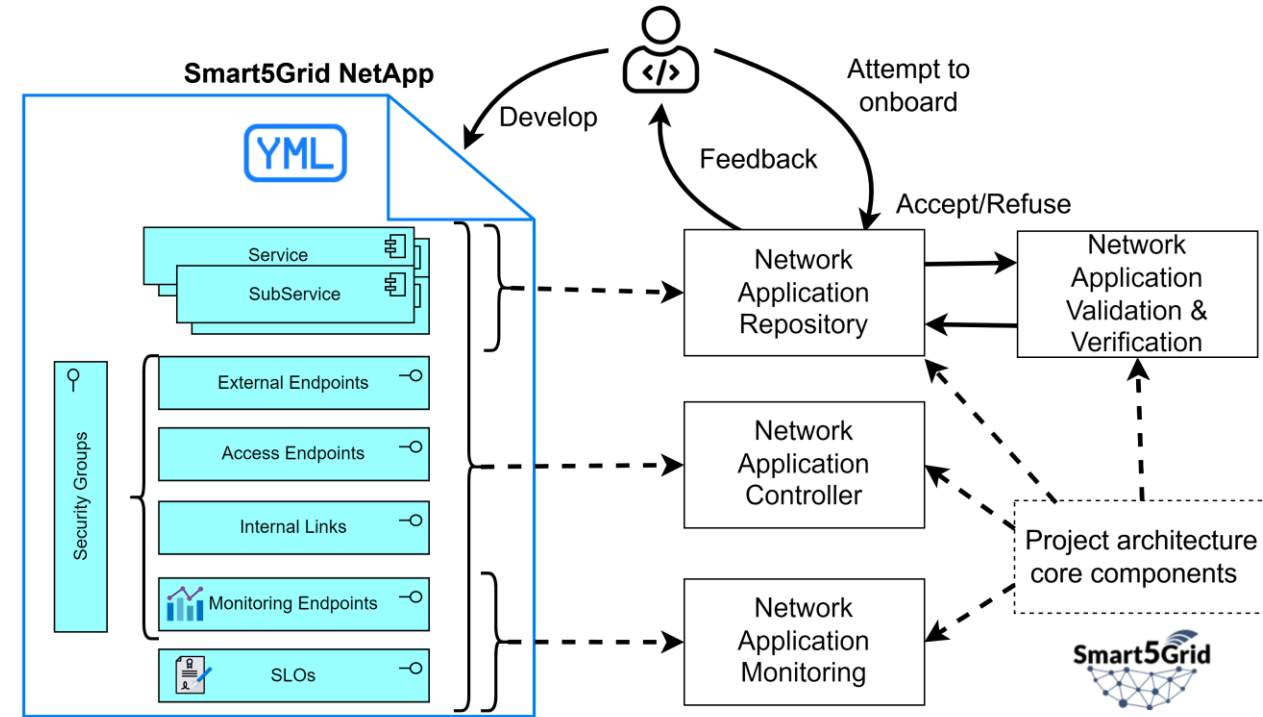 Smart5Grid NetApp
YML
Develop
Attempt to
onboard
Feedback
Accept/Refuse
Service
SubService
External Endpoints
Access Endpoints
Internal Links
Monitoring Endpoints
SLOs
Security Groups
Network
Application
Repository
Network
Application
Validation &
Verification
Network
Application
Controller
Project architecture
core components
Network
Application
Monitoring
Smart5Grid